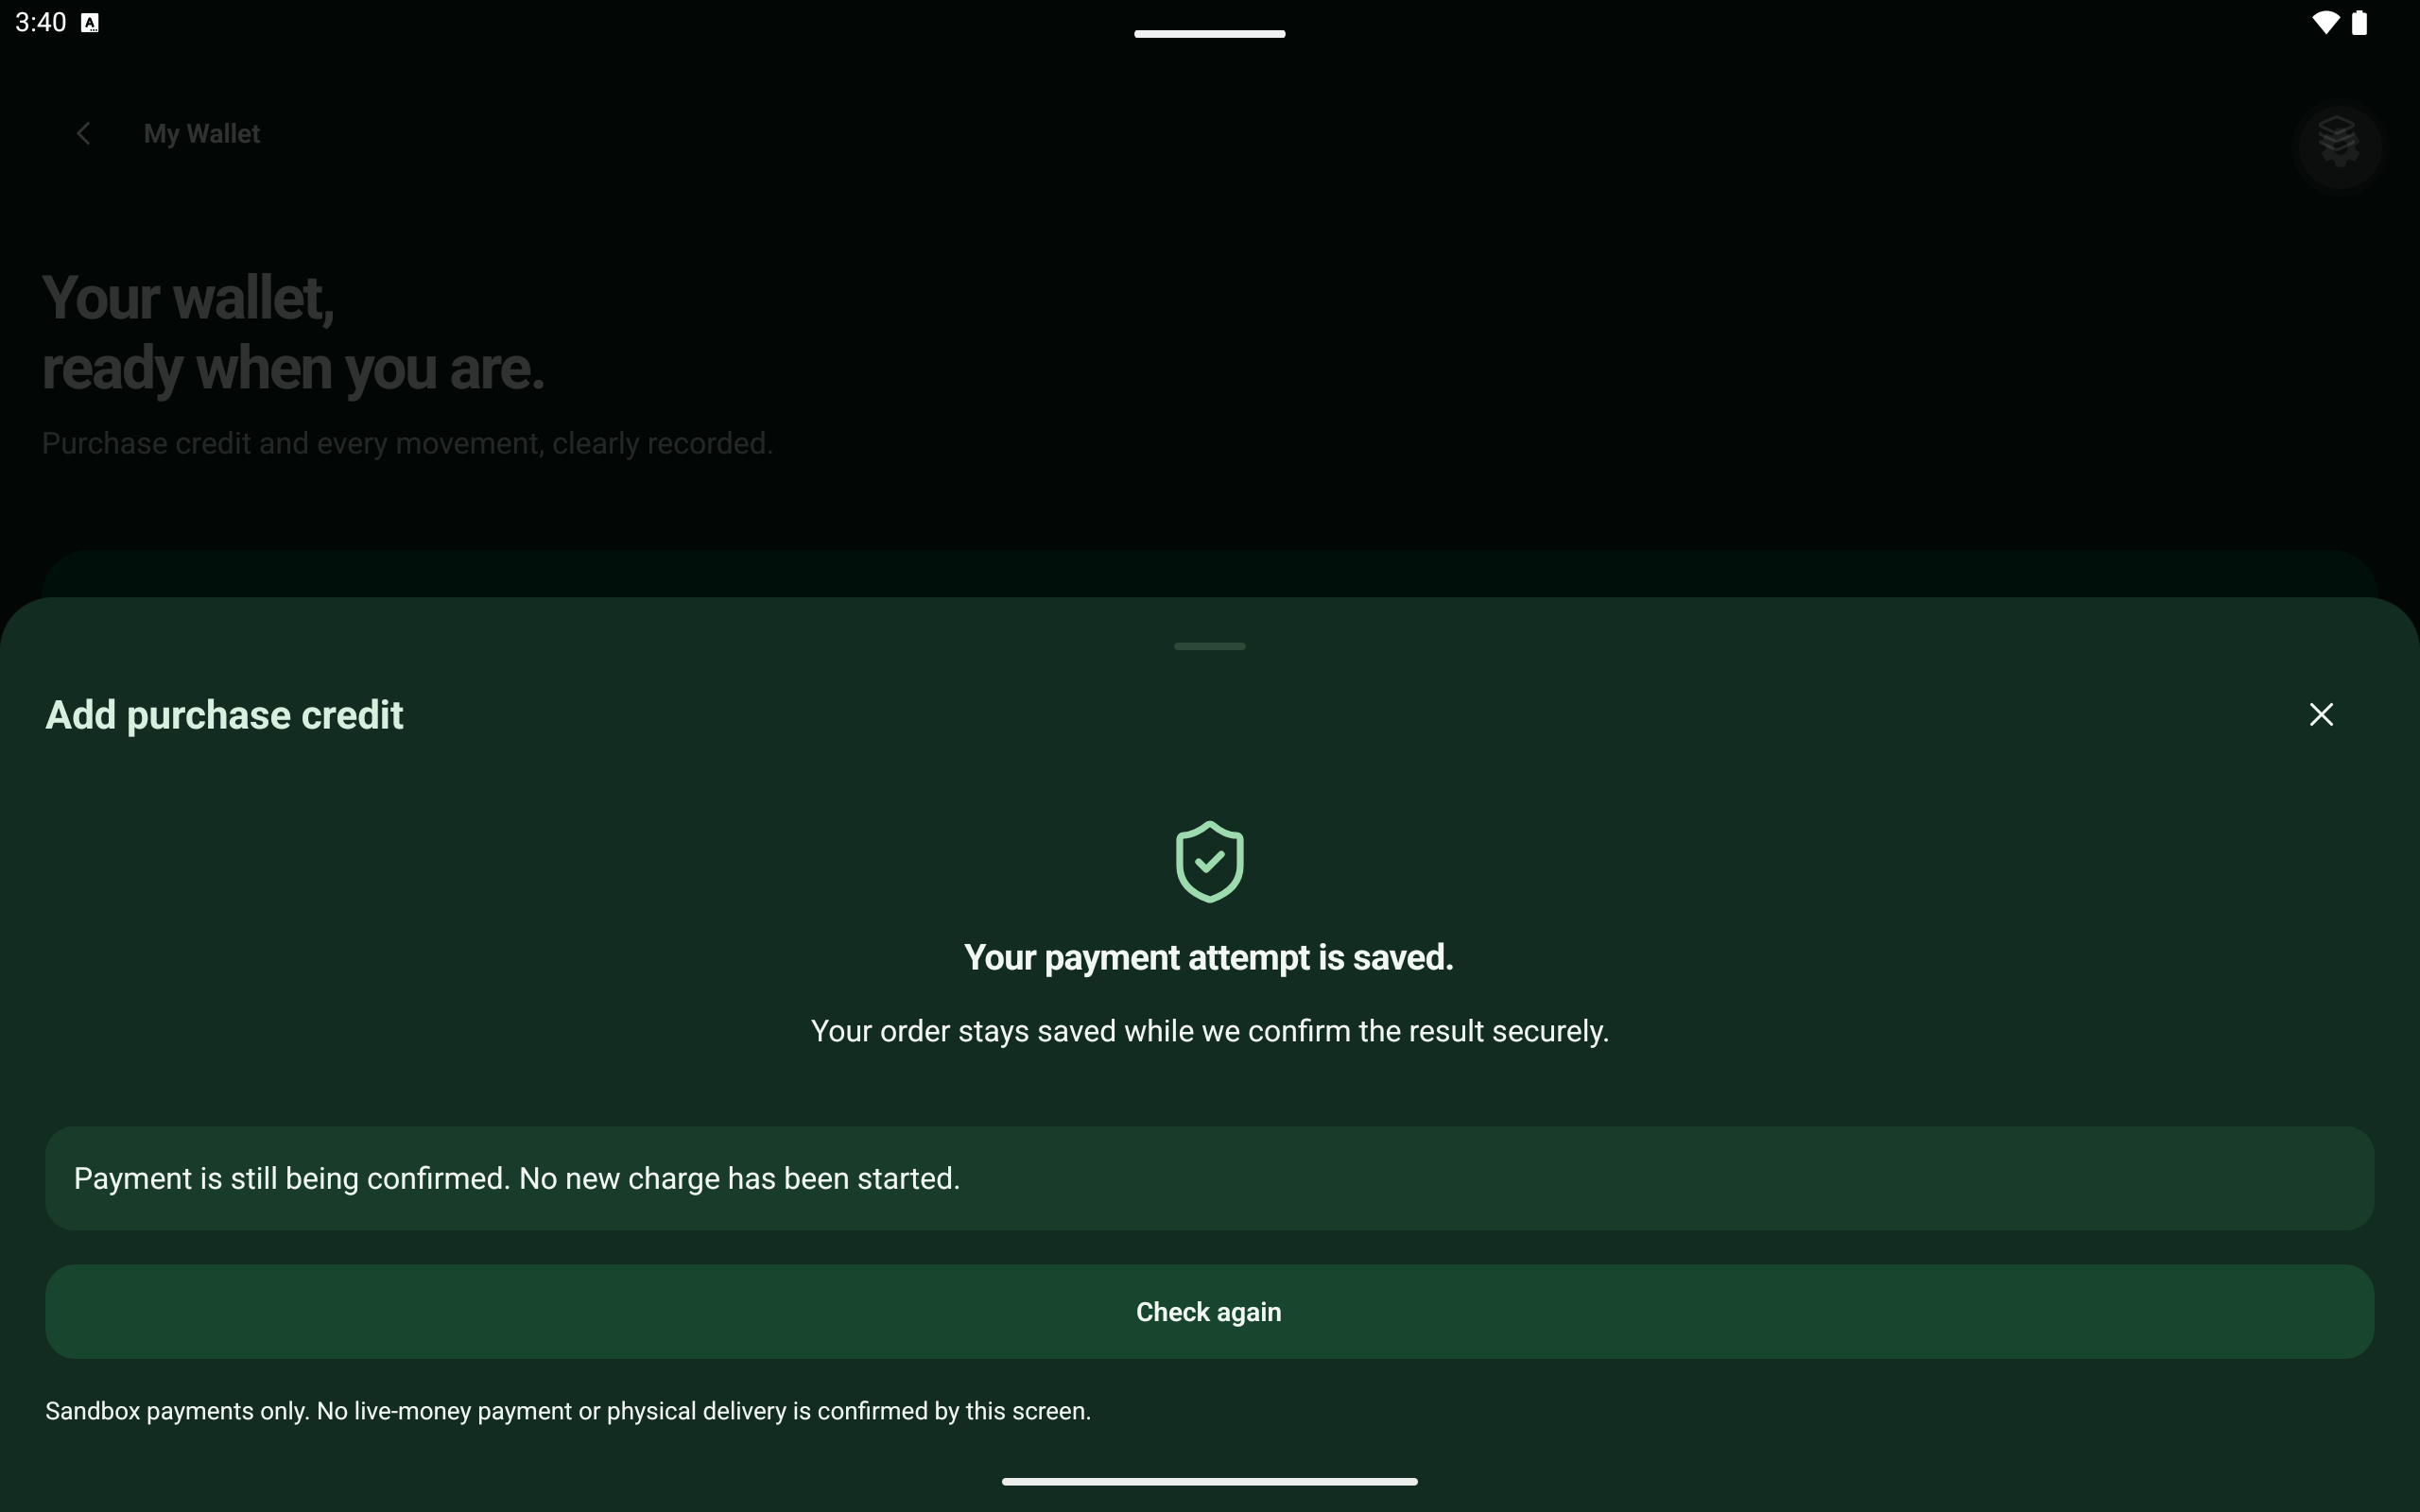 3:40
My Wallet
Your wallet,
ready when you are.
Purchase credit and every movement, clearly recorded.
Add purchase credit
Your payment attempt is saved.
Your order stays saved while we confirm the result securely.
Payment is still being confirmed. No new charge has been started.
Check again
Sandbox payments only. No live-money payment or physical delivery is confirmed by this screen.